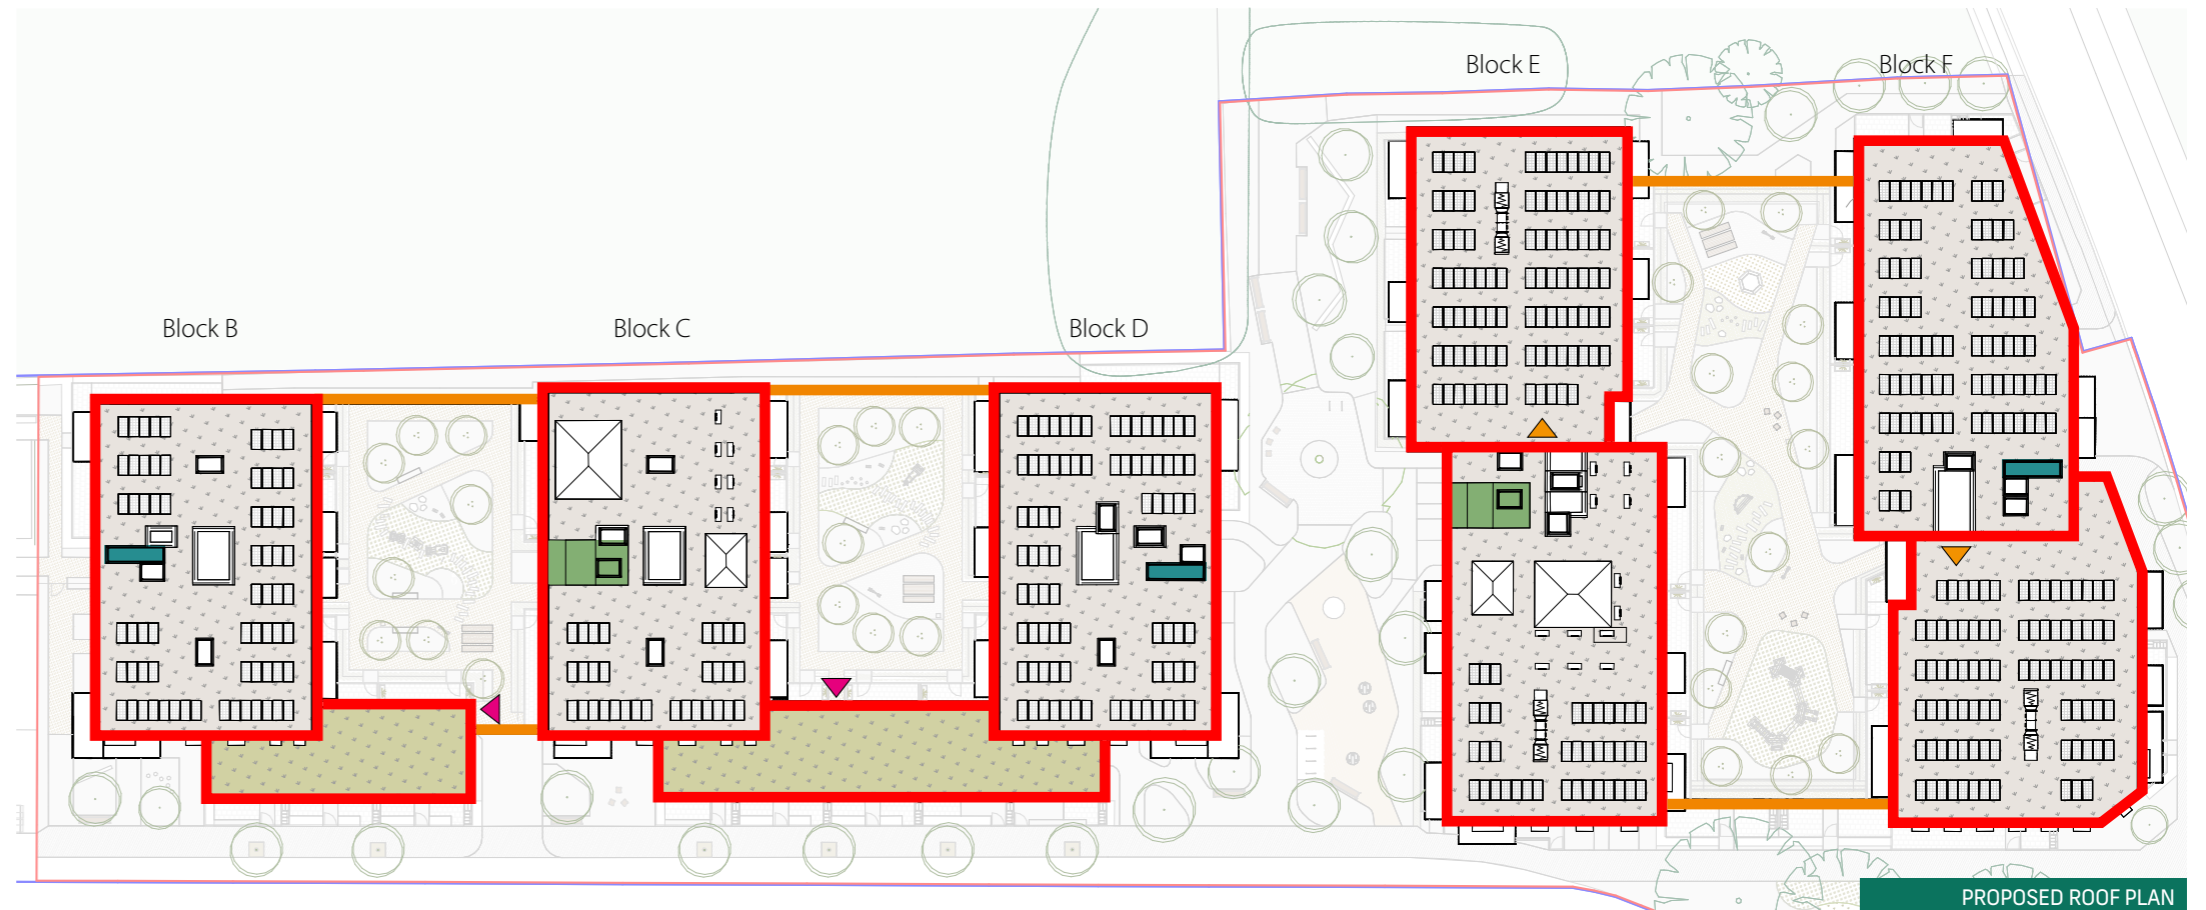 Block E
Block F
Block B
Block C
Block D
PROPOSED ROOF PLAN